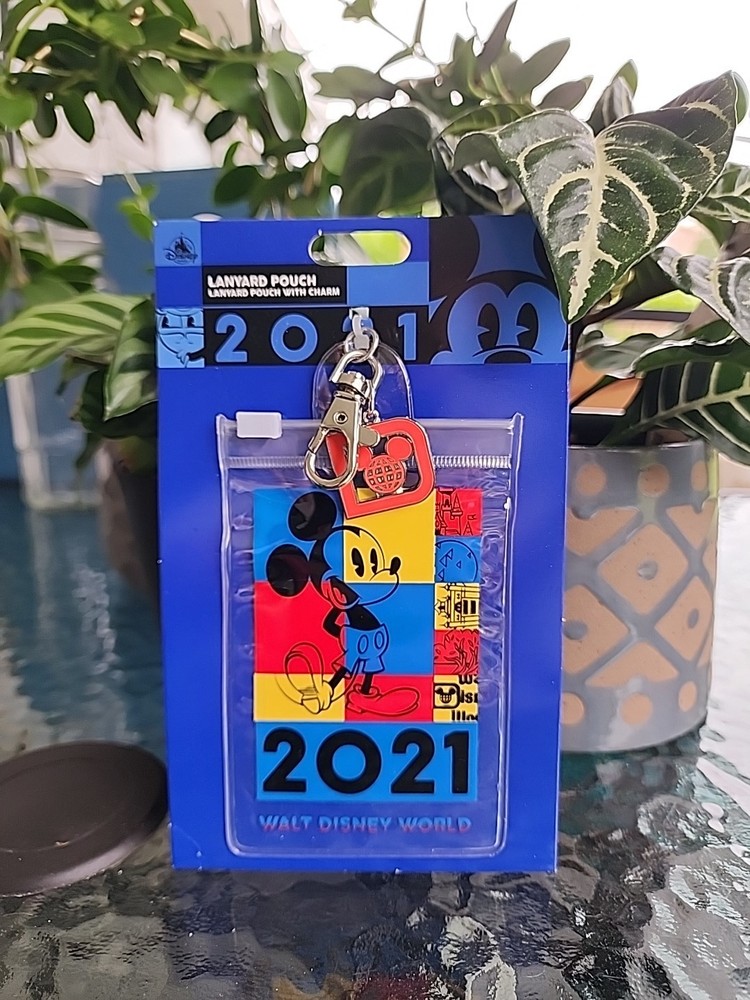 Disney
LANYARD POUCH
LANYARD POUCH WITH CHARM
2021
2021
WALT DISNEY WORLD